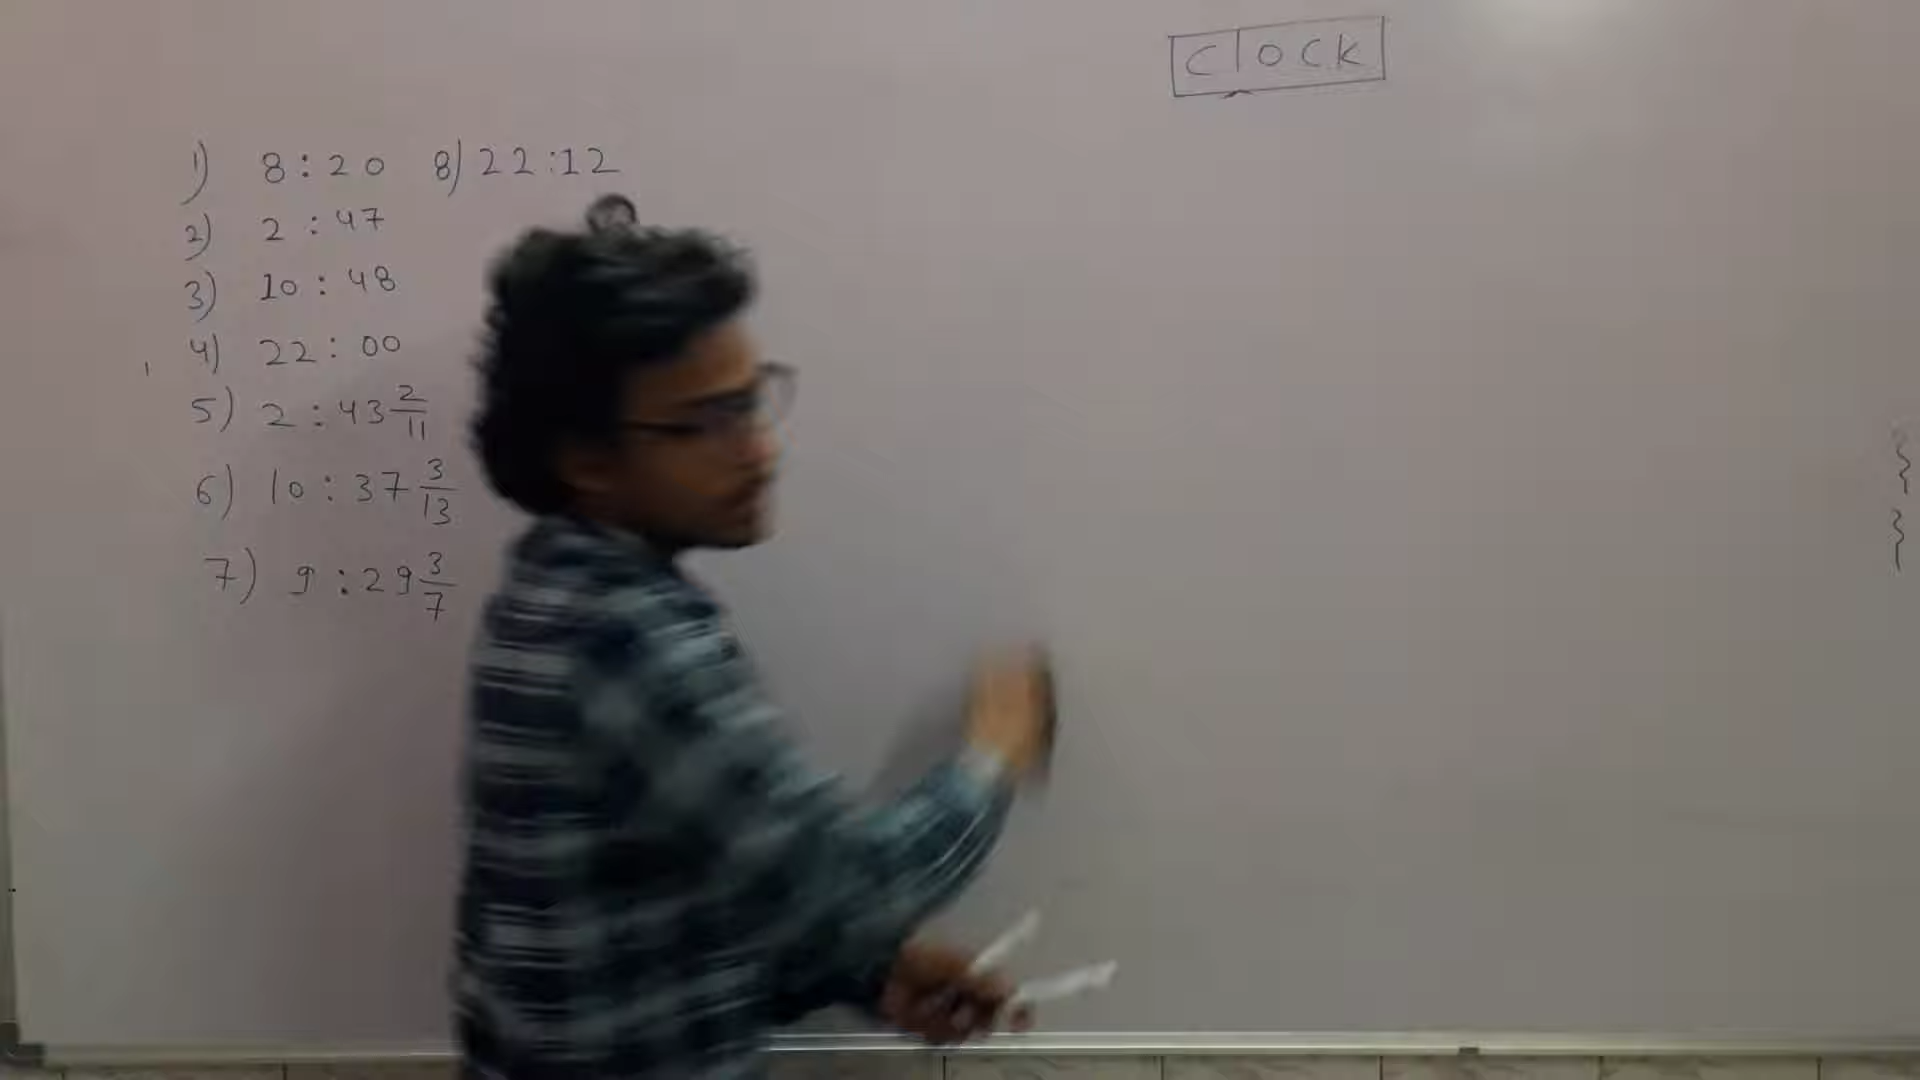 Clock
1) 8:20 8) 22:12
2) 2:47
3) 10:48
4) 22:00
5) 2:43 2/11
6) 10:37 3/13
7) 9:29 3/7